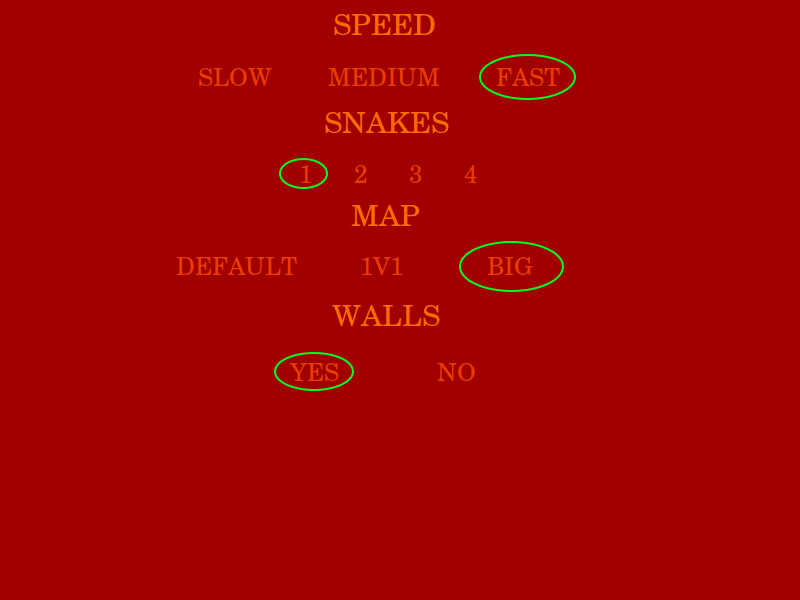 SPEED
SLOW MEDIUM FAST
SNAKES
1 2 3 4
MAP
DEFAULT 1V1 BIG
WALLS
YES NO